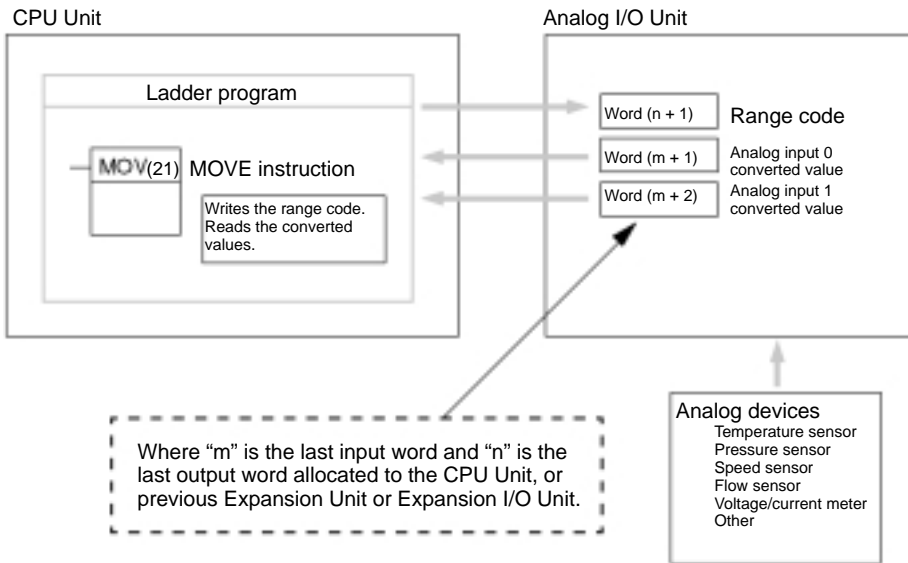 CPU Unit
Analog I/O Unit
Ladder program
MOV(21) MOVE instruction
Writes the range code.
Reads the converted
values.
Word (n + 1)
Range code
Word (m + 1)
Analog input 0
converted value
Word (m + 2)
Analog input 1
converted value
Where “m” is the last input word and “n” is the
last output word allocated to the CPU Unit, or
previous Expansion Unit or Expansion I/O Unit.
Analog devices
Temperature sensor
Pressure sensor
Speed sensor
Flow sensor
Voltage/current meter
Other